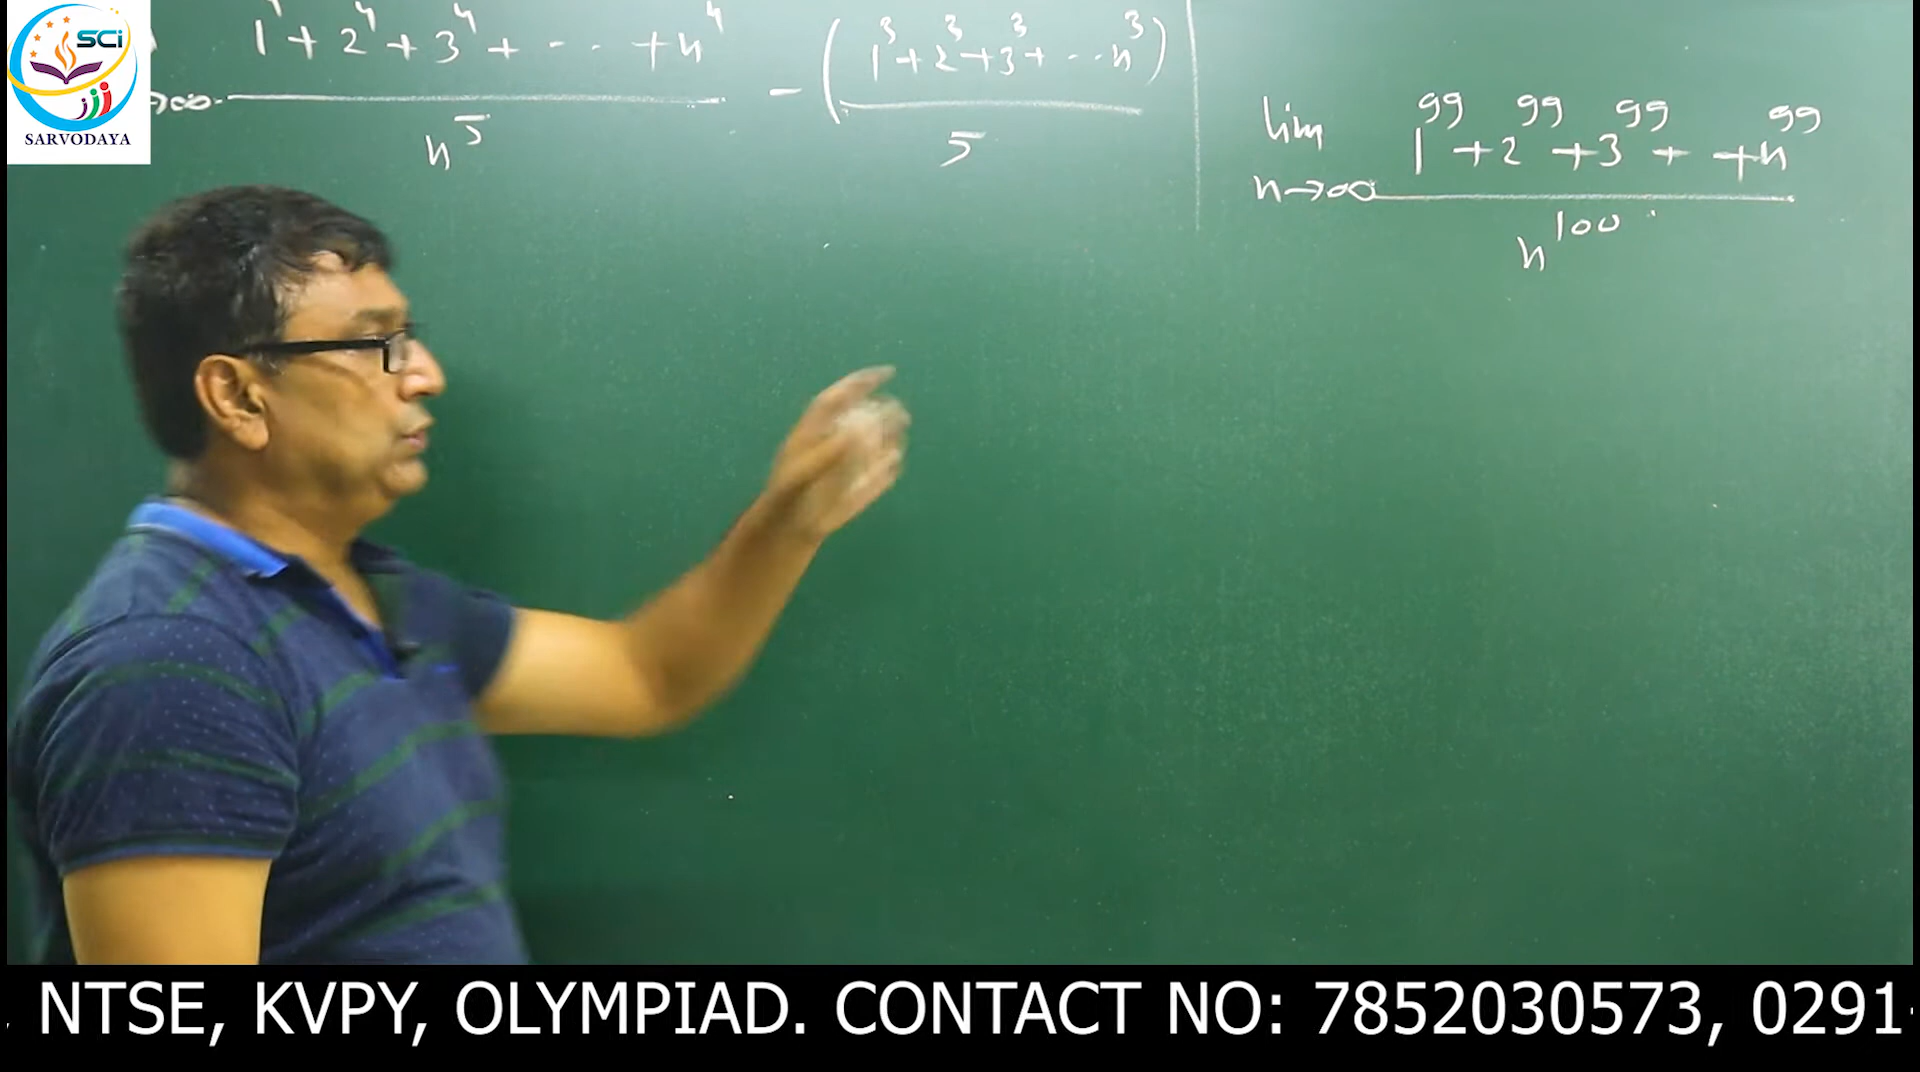 SCi
SARVODAYA
→∞ 1⁴ + 2⁴ + 3⁴ + - .. + n⁴
n⁵
- (1³ + 2³ + 3³ + - .. n³)
5
lim n→∞
1⁹⁹ + 2⁹⁹ + 3⁹⁹ + + n⁹⁹
n¹⁰⁰
, NTSE, KVPY, OLYMPIAD. CONTACT NO: 7852030573, 0291-